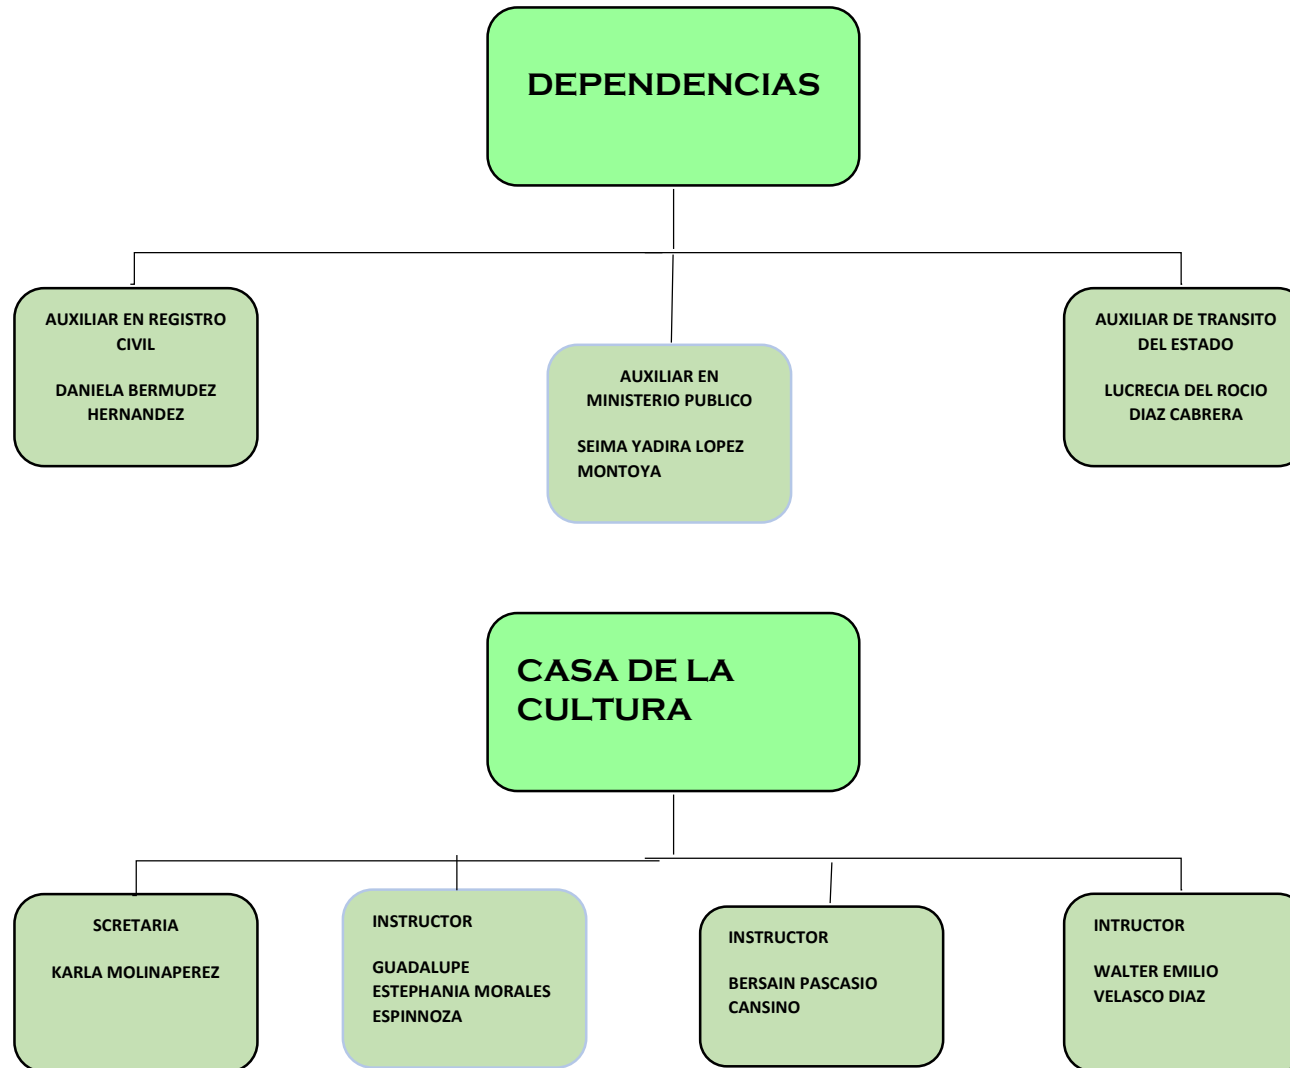 DEPENDENCIAS
AUXILIAR EN REGISTRO
CIVIL
DANIELA BERMUDEZ
HERNANDEZ
AUXILIAR EN
MINISTERIO PUBLICO
SEIMA YADIRA LOPEZ
MONTOYA
AUXILIAR DE TRANSITO
DEL ESTADO
LUCRECIA DEL ROCIO
DIAZ CABRERA
CASA DE LA
CULTURA
SCRETARIA
KARLA MOLINAPEREZ
INSTRUCTOR
GUADALUPE
ESTEPHANIA MORALES
ESPINNOZA
INSTRUCTOR
BERSAIN PASCASIO
CANSINO
INTRUCTOR
WALTER EMILIO
VELASCO DIAZ